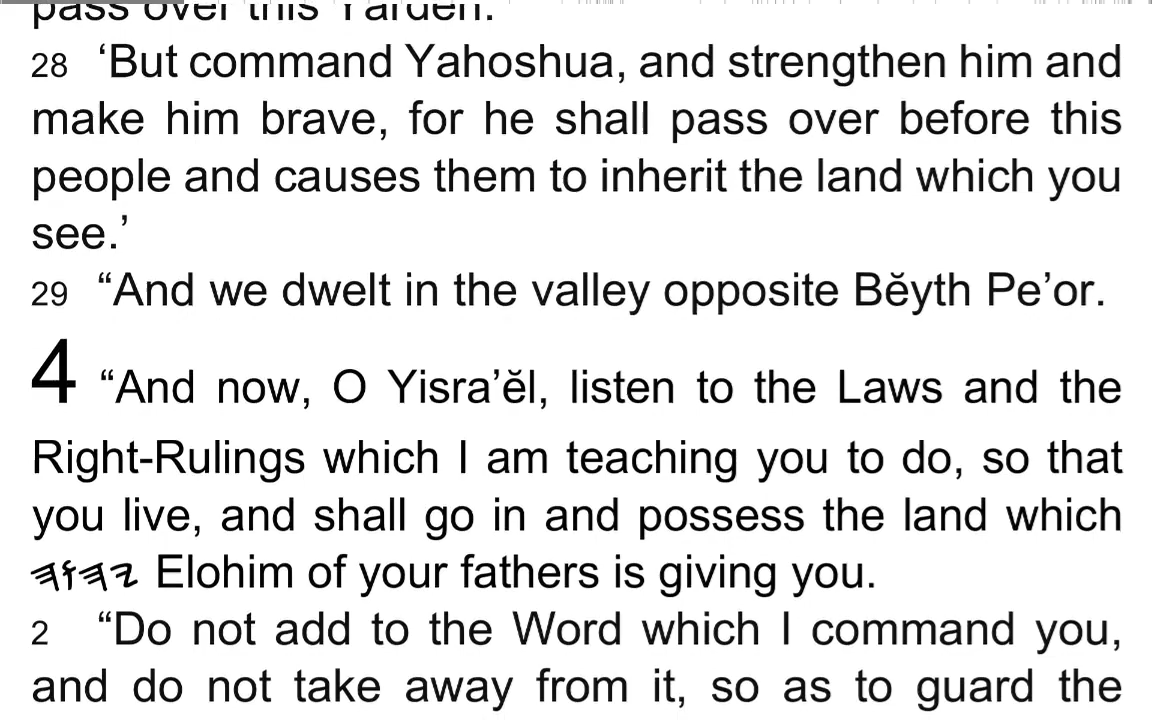 pass over this Yardĕn.
28 ‘But command Yahoshua, and strengthen him and
make him brave, for he shall pass over before this
people and causes them to inherit the land which you
see.’
29 “And we dwelt in the valley opposite Bĕyth Pe’or.
4 “And now, O Yisra’ĕl, listen to the Laws and the
Right-Rulings which I am teaching you to do, so that
you live, and shall go in and possess the land which
𐤉𐤄𐤅𐤄 Elohim of your fathers is giving you.
2 “Do not add to the Word which I command you,
and do not take away from it, so as to guard the